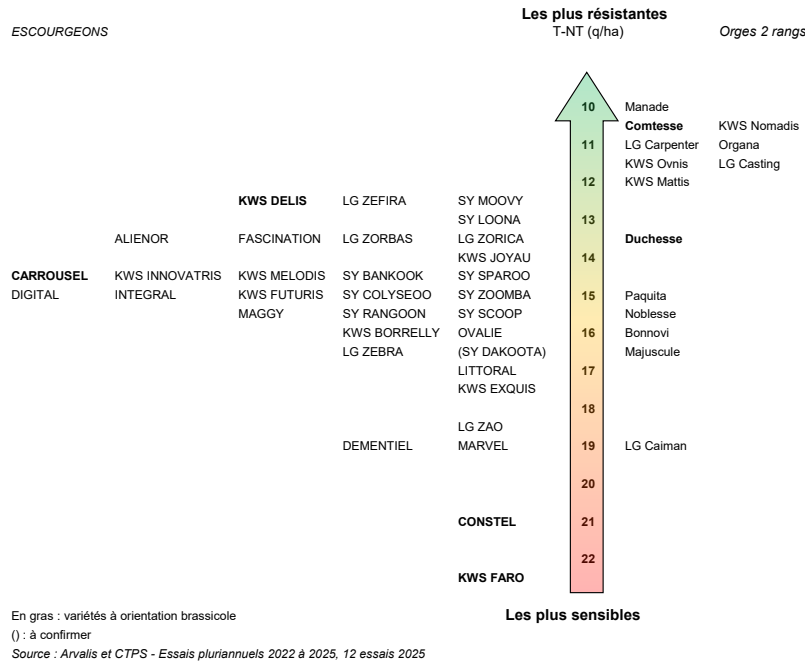 Les plus résistantes
ESCOURGEONS T-NT (q/ha) Orges 2 rangs
10 Manade
Comtesse KWS Nomadis
11 LG Carpenter Organa
KWS Ovnis LG Casting
12 KWS Mattis
KWS DELIS LG ZEFIRA SY MOOVY
SY LOONA 13
ALIENOR FASCINATION LG ZORBAS LG ZORICA Duchesse
KWS JOYAU 14
CARROUSEL KWS INNOVATRIS KWS MELODIS SY BANKOOK SY SPAROO
DIGITAL INTEGRAL KWS FUTURIS SY COLYSEOO SY ZOOMBA 15 Paquita
MAGGY SY RANGOON SY SCOOP Noblesse
KWS BORRELLY OVALIE 16 Bonnovi
LG ZEBRA (SY DAKOOTA) Majuscule
LITTORAL 17
KWS EXQUIS
18
LG ZAO
DEMENTIEL MARVEL 19 LG Caiman
20
CONSTEL 21
22
KWS FARO
En gras : variétés à orientation brassicole Les plus sensibles
() : à confirmer
Source : Arvalis et CTPS - Essais pluriannuels 2022 à 2025, 12 essais 2025